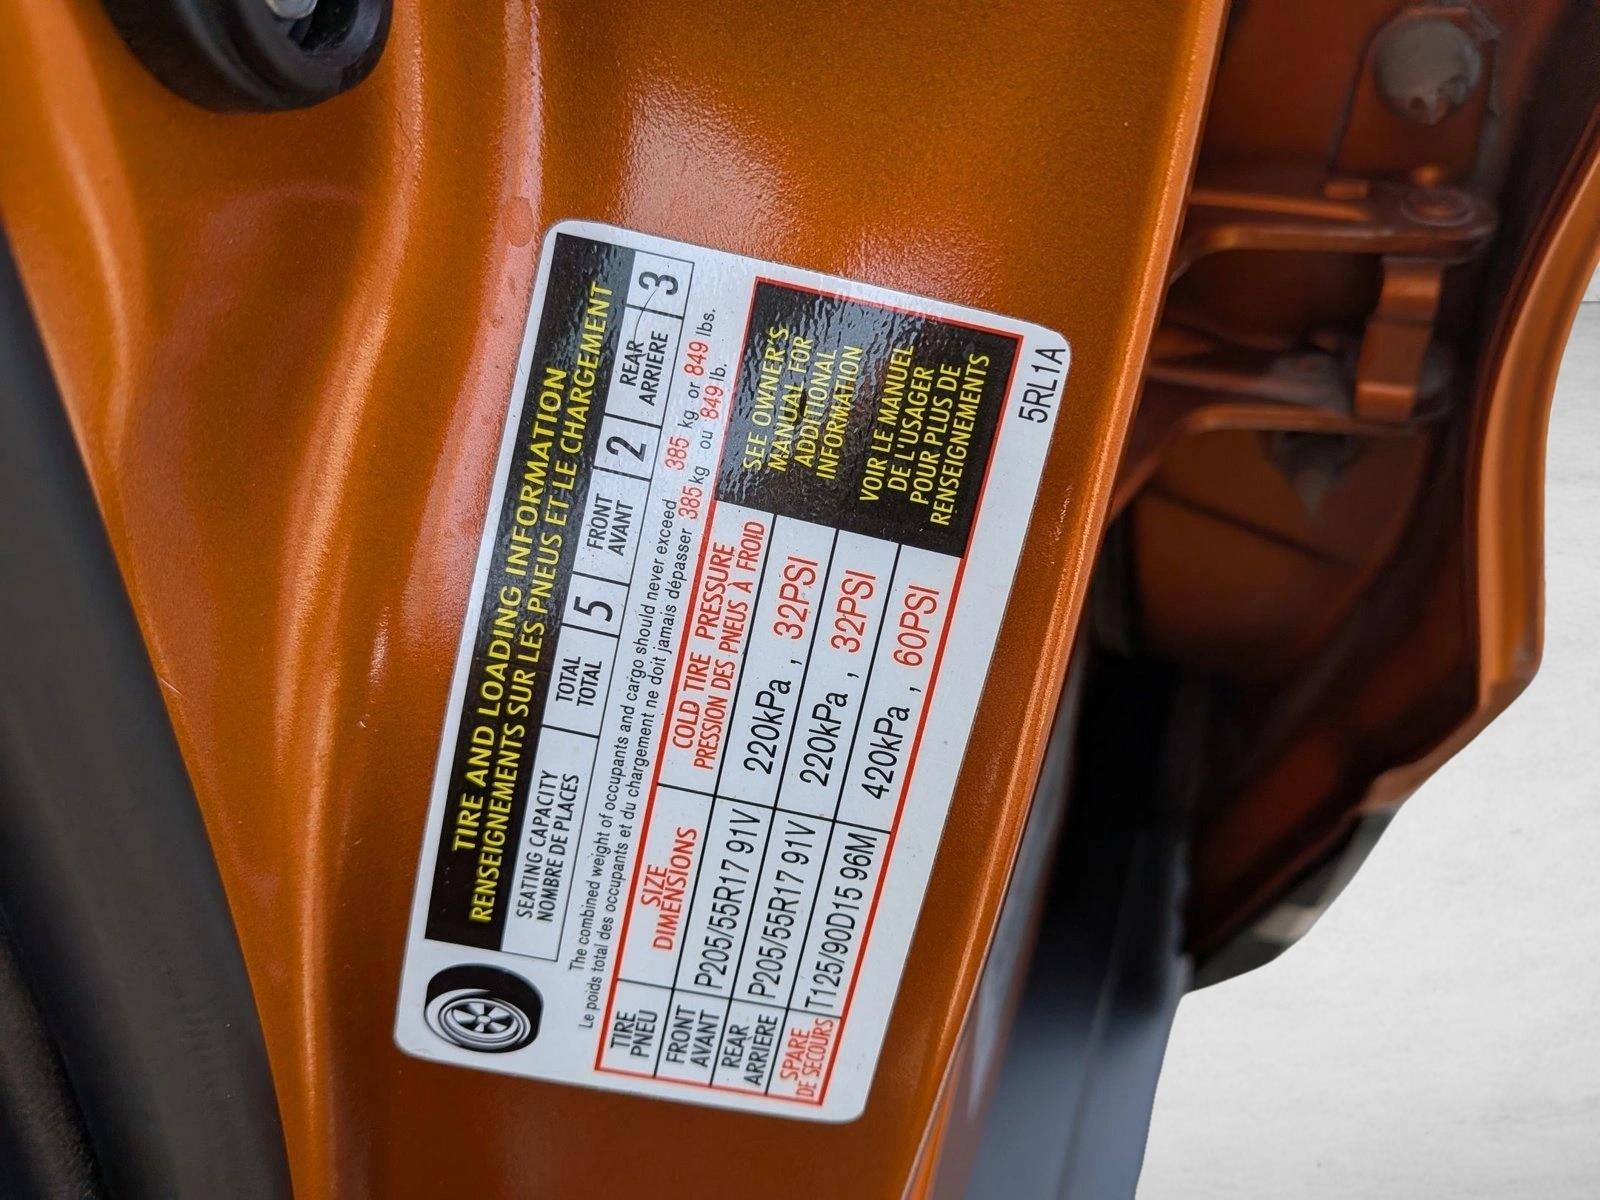 TIRE AND LOADING INFORMATION
RENSEIGNEMENTS SUR LES PNEUS ET LE CHARGEMENT
SEATING CAPACITY
NOMBRE DE PLACES
TOTAL
TOTAL
5
FRONT
AVANT
2
REAR
ARRIÈRE
3
The combined weight of occupants and cargo should never exceed 385 kg or 849 lbs.
Le poids total des occupants et du chargement ne doit jamais dépasser 385 kg ou 849 lb.
TIRE
PNEU
SIZE
DIMENSIONS
COLD TIRE PRESSURE
PRESSION DES PNEUS À FROID
FRONT
AVANT
P205/55R17 91V
220kPa , 32PSI
REAR
ARRIÈRE
P205/55R17 91V
220kPa , 32PSI
SPARE
DE SECOURS
T125/90D15 96M
420kPa , 60PSI
SEE OWNER'S
MANUAL FOR
ADDITIONAL
INFORMATION
VOIR LE MANUEL
DE L'USAGER
POUR PLUS DE
RENSEIGNEMENTS
5RL1A